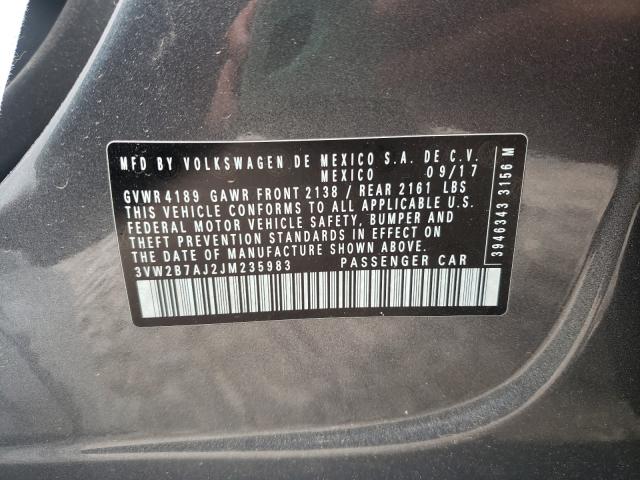 MFD BY VOLKSWAGEN DE MEXICO S.A. DE C.V.
MEXICO 09/17
GVWR 4189 GAWR FRONT 2138 / REAR 2161 LBS
THIS VEHICLE CONFORMS TO ALL APPLICABLE U.S.
FEDERAL MOTOR VEHICLE SAFETY, BUMPER AND
THEFT PREVENTION STANDARDS IN EFFECT ON
THE DATE OF MANUFACTURE SHOWN ABOVE
3VW2B7AJ2JM235983 PASSENGER CAR
3946343 3156 M